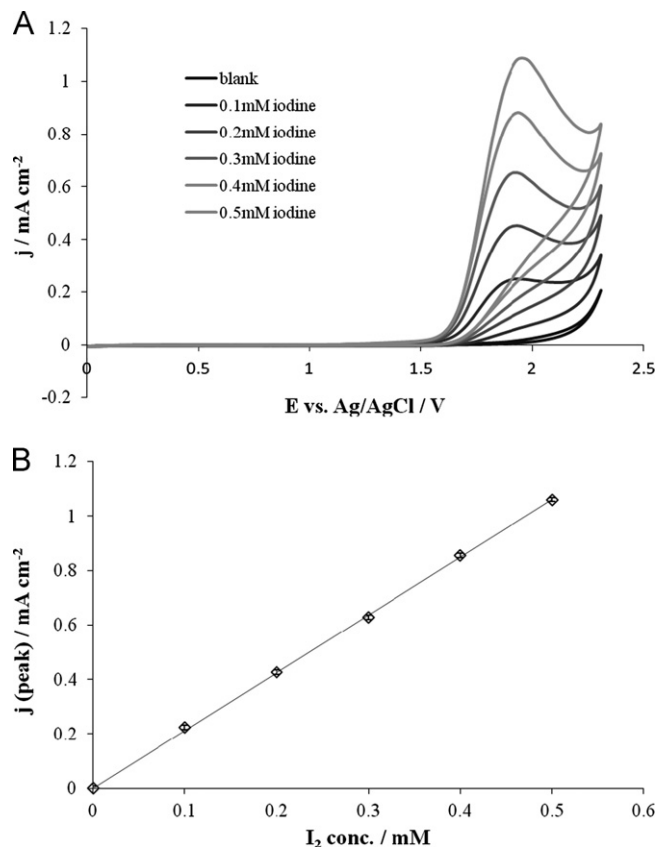 A
1.2
1
0.8
0.6
0.4
0.2
0
-0.2
j / mA cm-2
blank
0.1mM iodine
0.2mM iodine
0.3mM iodine
0.4mM iodine
0.5mM iodine
0 0.5 1 1.5 2 2.5
E vs. Ag/AgCl / V
B
1.2
1
0.8
0.6
0.4
0.2
0
j (peak) / mA cm-2
0 0.1 0.2 0.3 0.4 0.5 0.6
I2 conc. / mM